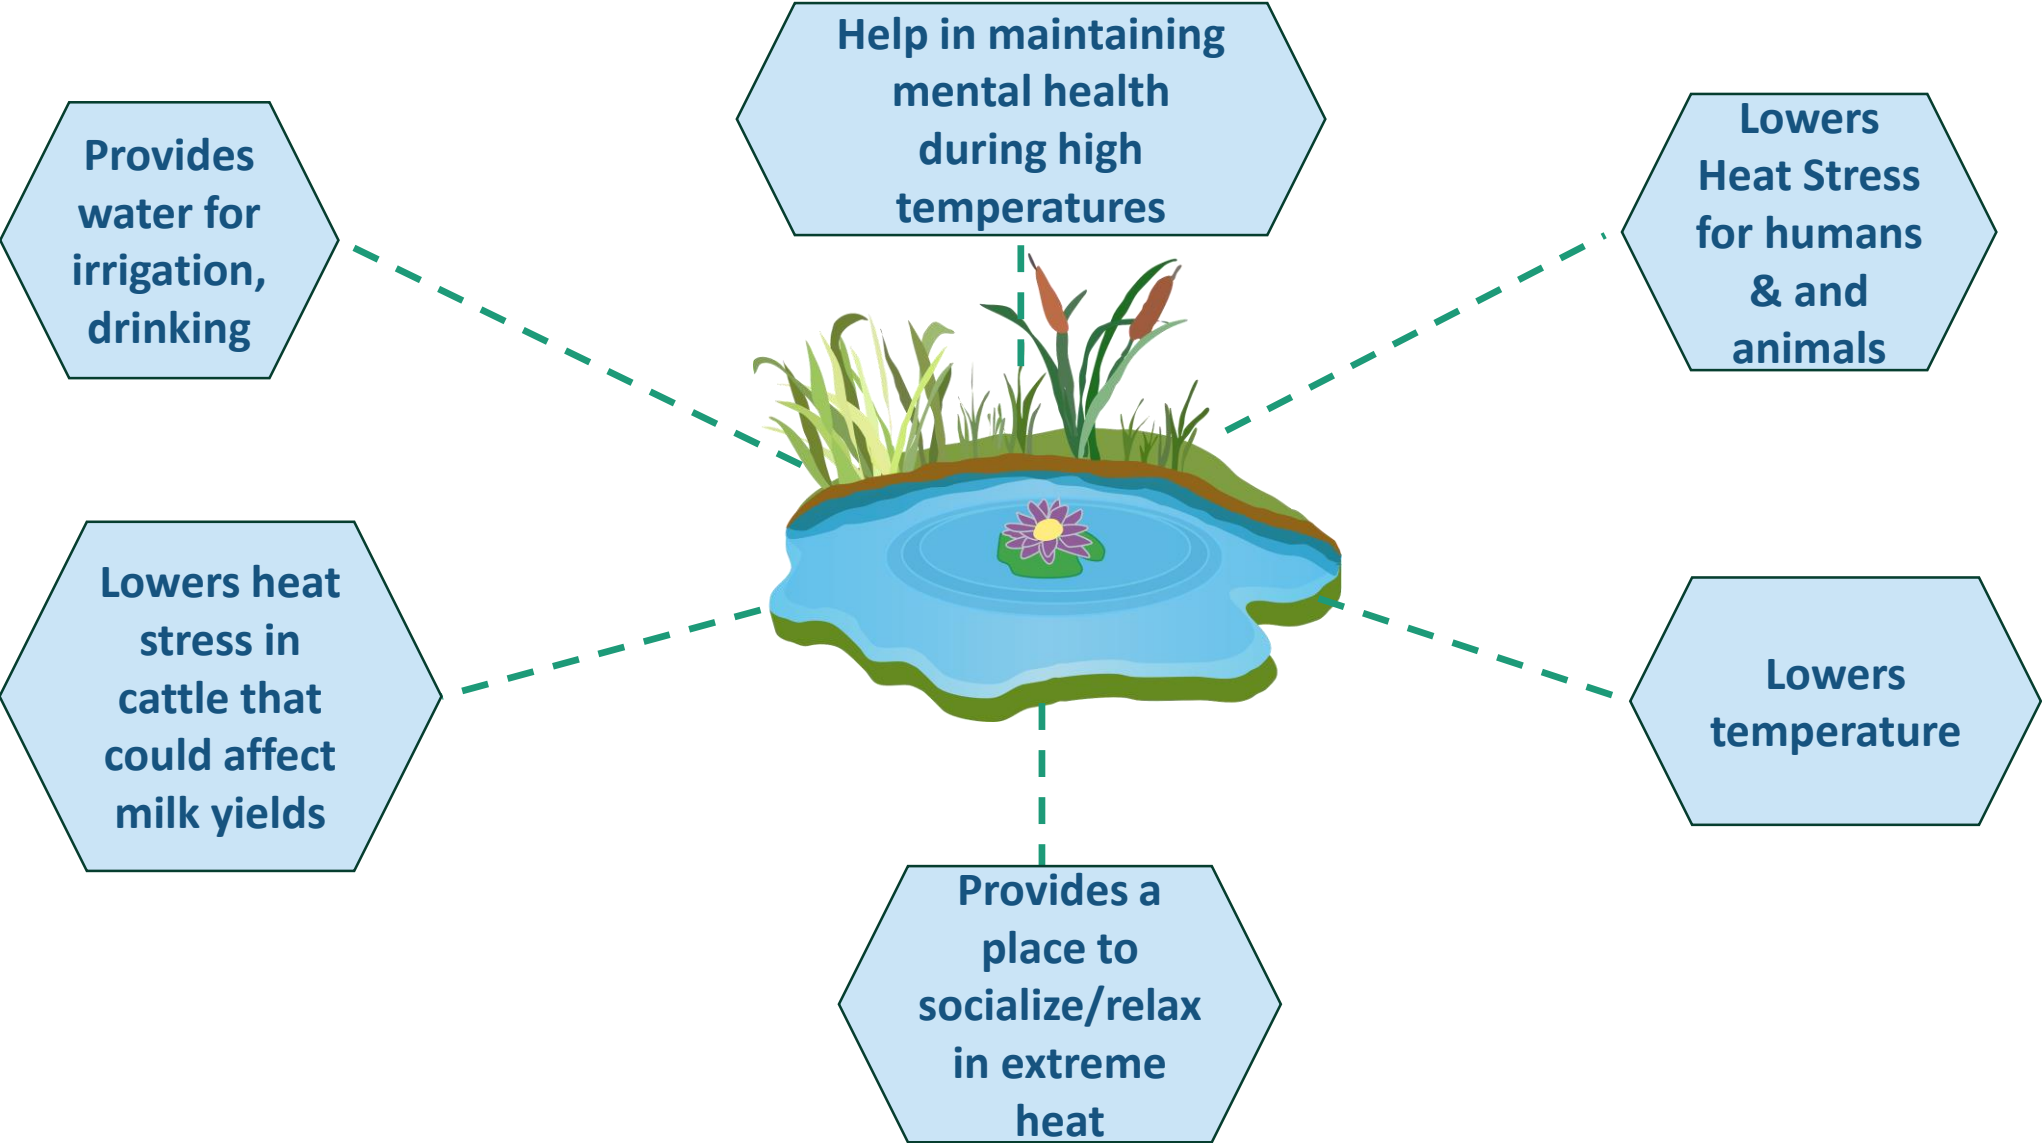 Help in maintaining
mental health
during high
temperatures
Provides
water for
irrigation,
drinking
Lowers
Heat Stress
for humans
& and
animals
Lowers heat
stress in
cattle that
could affect
milk yields
Lowers
temperature
Provides a
place to
socialize/relax
in extreme
heat